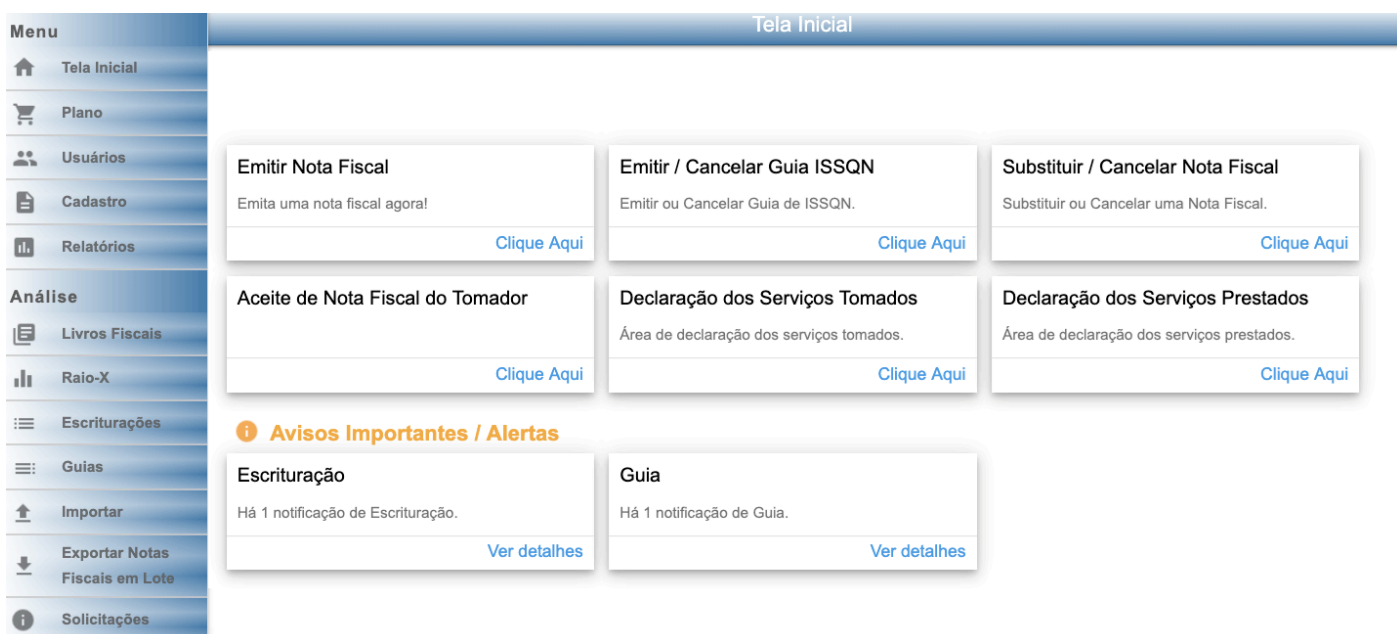 Menu
Tela Inicial
Plano
Usuários
Cadastro
Relatórios
Análise
Livros Fiscais
Raio-X
Escriturações
Guias
Importar
Exportar Notas
Fiscais em Lote
Solicitações
Tela Inicial
Emitir Nota Fiscal
Emita uma nota fiscal agora!
Clique Aqui
Emitir / Cancelar Guia ISSQN
Emitir ou Cancelar Guia de ISSQN.
Clique Aqui
Substituir / Cancelar Nota Fiscal
Substituir ou Cancelar uma Nota Fiscal.
Clique Aqui
Aceite de Nota Fiscal do Tomador
Clique Aqui
Declaração dos Serviços Tomados
Área de declaração dos serviços tomados.
Clique Aqui
Declaração dos Serviços Prestados
Área de declaração dos serviços prestados.
Clique Aqui
Avisos Importantes / Alertas
Escrituração
Há 1 notificação de Escrituração.
Ver detalhes
Guia
Há 1 notificação de Guia.
Ver detalhes